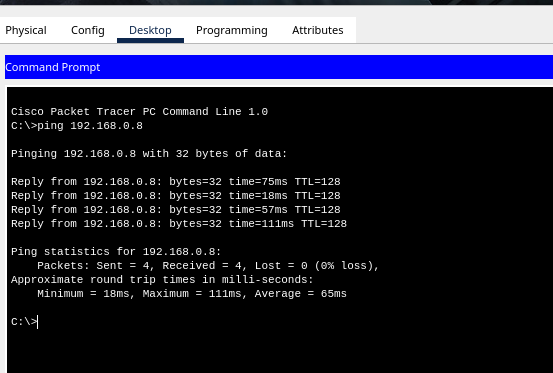 Physical Config Desktop Programming Attributes
Command Prompt
Cisco Packet Tracer PC Command Line 1.0
C:\>ping 192.168.0.8
Pinging 192.168.0.8 with 32 bytes of data:
Reply from 192.168.0.8: bytes=32 time=75ms TTL=128
Reply from 192.168.0.8: bytes=32 time=18ms TTL=128
Reply from 192.168.0.8: bytes=32 time=57ms TTL=128
Reply from 192.168.0.8: bytes=32 time=111ms TTL=128
Ping statistics for 192.168.0.8:
    Packets: Sent = 4, Received = 4, Lost = 0 (0% loss),
Approximate round trip times in milli-seconds:
    Minimum = 18ms, Maximum = 111ms, Average = 65ms
C:\>